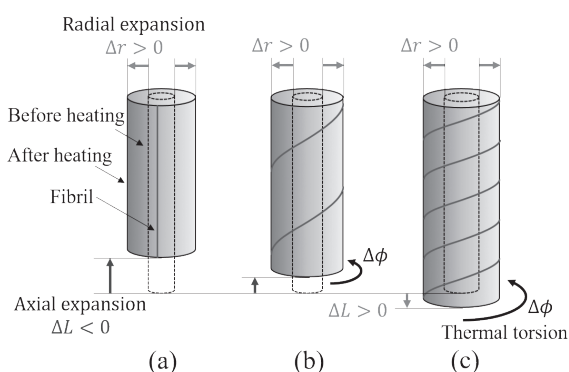 Radial expansion
Δr > 0
Δr > 0
Δr > 0
Before heating
After heating
Fibril
Δϕ
Axial expansion
ΔL < 0
ΔL > 0
Δϕ
Thermal torsion
(a)
(b)
(c)